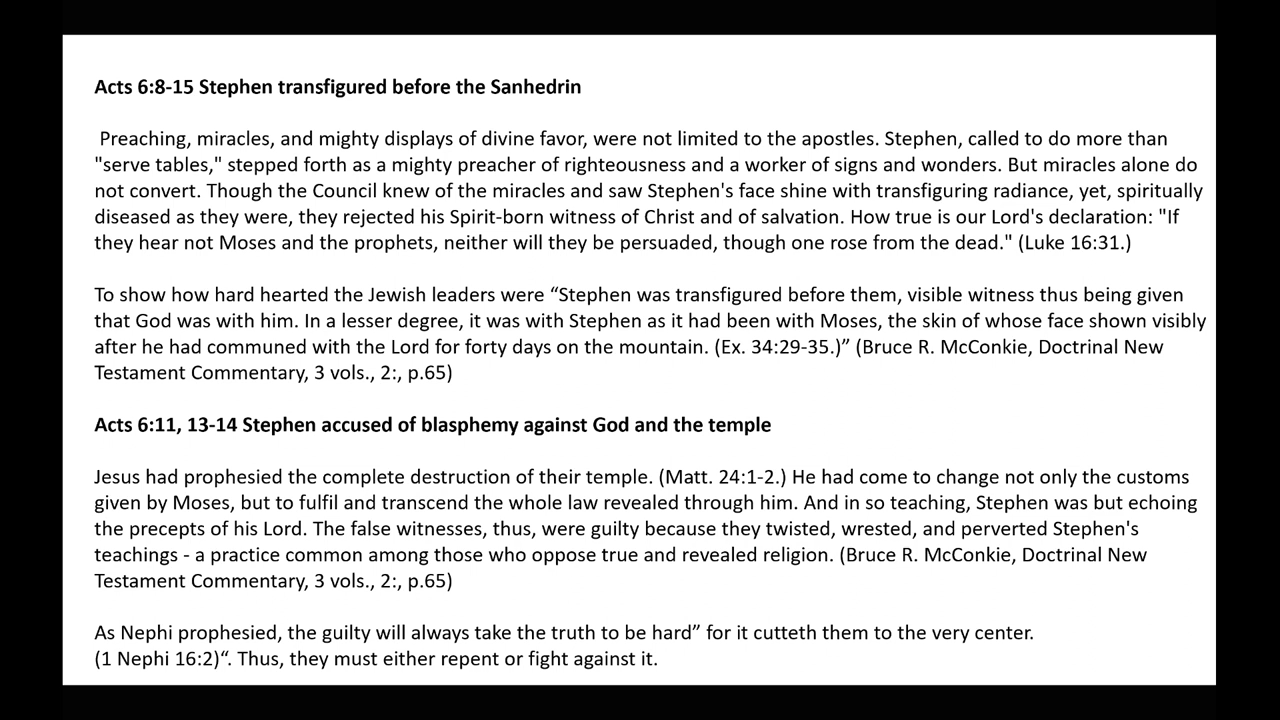 Acts 6:8-15 Stephen transfigured before the Sanhedrin
Preaching, miracles, and mighty displays of divine favor, were not limited to the apostles. Stephen, called to do more than
"serve tables," stepped forth as a mighty preacher of righteousness and a worker of signs and wonders. But miracles alone do
not convert. Though the Council knew of the miracles and saw Stephen's face shine with transfiguring radiance, yet, spiritually
diseased as they were, they rejected his Spirit-born witness of Christ and of salvation. How true is our Lord's declaration: "If
they hear not Moses and the prophets, neither will they be persuaded, though one rose from the dead." (Luke 16:31.)
To show how hard hearted the Jewish leaders were “Stephen was transfigured before them, visible witness thus being given
that God was with him. In a lesser degree, it was with Stephen as it had been with Moses, the skin of whose face shown visibly
after he had communed with the Lord for forty days on the mountain. (Ex. 34:29-35.)” (Bruce R. McConkie, Doctrinal New
Testament Commentary, 3 vols., 2:, p.65)
Acts 6:11, 13-14 Stephen accused of blasphemy against God and the temple
Jesus had prophesied the complete destruction of their temple. (Matt. 24:1-2.) He had come to change not only the customs
given by Moses, but to fulfil and transcend the whole law revealed through him. And in so teaching, Stephen was but echoing
the precepts of his Lord. The false witnesses, thus, were guilty because they twisted, wrested, and perverted Stephen's
teachings - a practice common among those who oppose true and revealed religion. (Bruce R. McConkie, Doctrinal New
Testament Commentary, 3 vols., 2:, p.65)
As Nephi prophesied, the guilty will always take the truth to be hard” for it cutteth them to the very center.
(1 Nephi 16:2)“. Thus, they must either repent or fight against it.